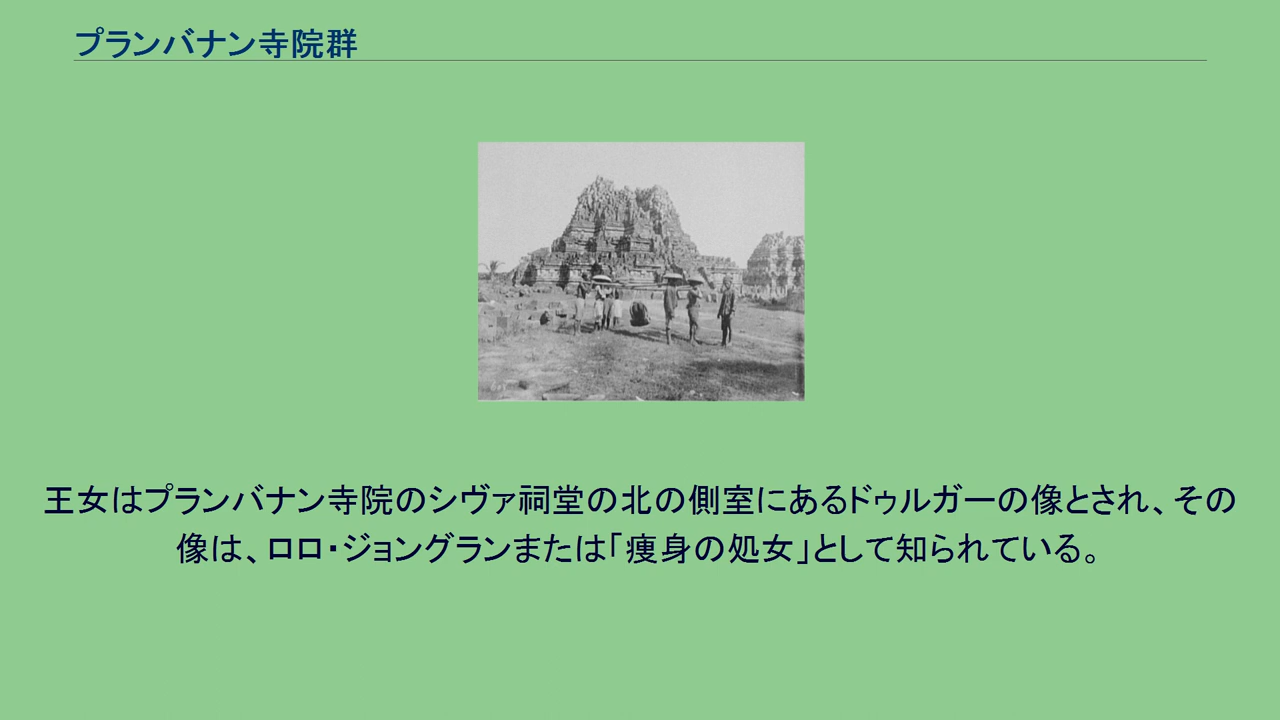 プランバナン寺院群
王女はプランバナン寺院のシヴァ祠堂の北の側室にあるドゥルガーの像とされ、その
像は、ロロ・ジョングランまたは「痩身の処女」として知られている。